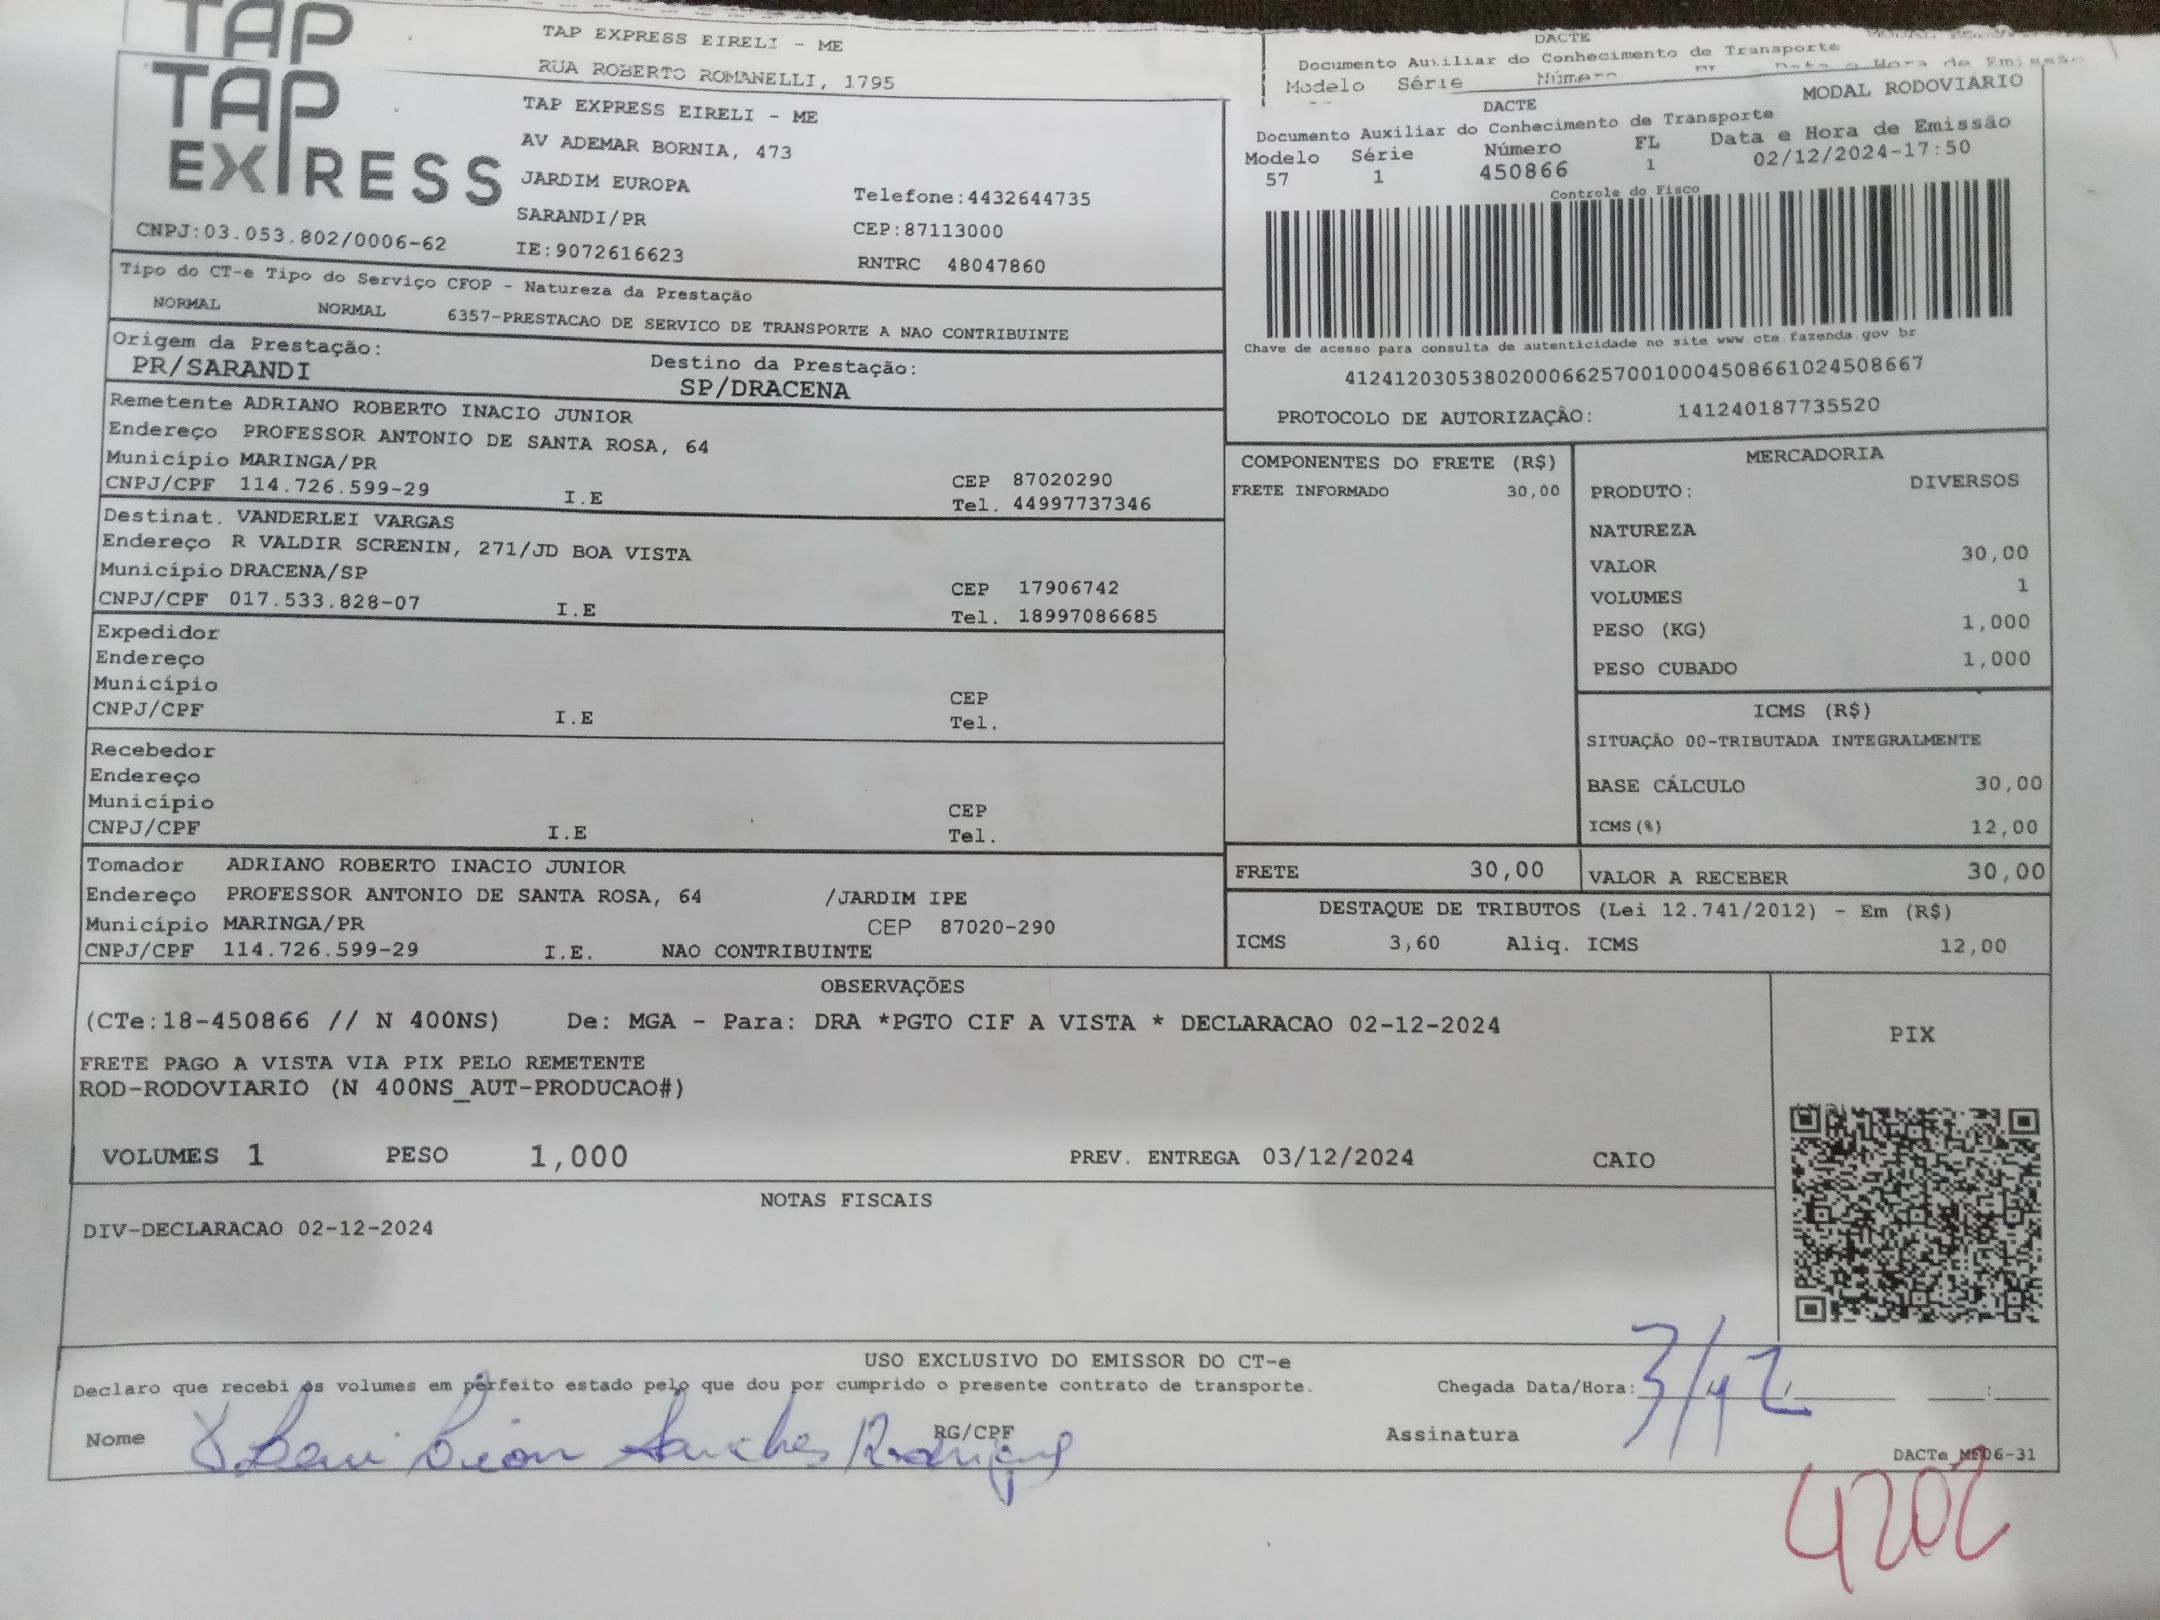 TAP
TAP EXPRESS EIRELI - ME
RUA ROBERTO ROMANELLI, 1795
DACTE
Documento Auxiliar do Conhecimento de Transporte
Modelo Série Número
TAP
EXPRESS
CNPJ:03.053.802/0006-62
TAP EXPRESS EIRELI - ME
AV ADEMAR BORNIA, 473
JARDIM EUROPA
SARANDI/PR
IE:9072616623
Telefone:4432644735
CEP:87113000
RNTRC 48047860
DACTE
MODAL RODOVIÁRIO
Documento Auxiliar do Conhecimento de Transporte
Modelo Série Número FL Data e Hora de Emissão
57 1 450866 1 02/12/2024-17:50
Controle do Fisco
Chave de acesso para consulta de autenticidade no site www.cte.fazenda.gov.br
41241203053802000662570010004508661024508667
PROTOCOLO DE AUTORIZAÇÃO: 141240187735520
Tipo do CT-e Tipo do Serviço CFOP - Natureza da Prestação
NORMAL NORMAL 6357-PRESTACAO DE SERVICO DE TRANSPORTE A NAO CONTRIBUINTE
Origem da Prestação: Destino da Prestação:
PR/SARANDI SP/DRACENA
Remetente ADRIANO ROBERTO INACIO JUNIOR
Endereço PROFESSOR ANTONIO DE SANTA ROSA, 64
Município MARINGA/PR CEP 87020290
CNPJ/CPF 114.726.599-29 I.E Tel. 44997737346
Destinat. VANDERLEI VARGAS
Endereço R VALDIR SCRENIN, 271/JD BOA VISTA
Município DRACENA/SP CEP 17906742
CNPJ/CPF 017.533.828-07 I.E Tel. 18997086685
Expedidor
Endereço
Município CEP
CNPJ/CPF I.E Tel.
Recebedor
Endereço
Município CEP
CNPJ/CPF I.E Tel.
Tomador ADRIANO ROBERTO INACIO JUNIOR
Endereço PROFESSOR ANTONIO DE SANTA ROSA, 64 /JARDIM IPE
Município MARINGA/PR CEP 87020-290
CNPJ/CPF 114.726.599-29 I.E. NAO CONTRIBUINTE
COMPONENTES DO FRETE (R$)
FRETE INFORMADO 30,00
MERCADORIA
PRODUTO: DIVERSOS
NATUREZA
VALOR 30,00
VOLUMES 1
PESO (KG) 1,000
PESO CUBADO 1,000
ICMS (R$)
SITUAÇÃO 00-TRIBUTADA INTEGRALMENTE
BASE CÁLCULO 30,00
ICMS(%) 12,00
FRETE 30,00 VALOR A RECEBER 30,00
DESTAQUE DE TRIBUTOS (Lei 12.741/2012) - Em (R$)
ICMS 3,60 Aliq. ICMS 12,00
OBSERVAÇÕES
(CTe:18-450866 // N 400NS) De: MGA - Para: DRA *PGTO CIF A VISTA * DECLARACAO 02-12-2024
FRETE PAGO A VISTA VIA PIX PELO REMETENTE
ROD-RODOVIARIO (N 400NS_AUT-PRODUCAO#)
VOLUMES 1 PESO 1,000 PREV. ENTREGA 03/12/2024 CAIO
PIX
NOTAS FISCAIS
DIV-DECLARACAO 02-12-2024
USO EXCLUSIVO DO EMISSOR DO CT-e
Declaro que recebi os volumes em perfeito estado pelo que dou por cumprido o presente contrato de transporte. Chegada Data/Hora: 3/12
Nome Sanches Rodrigues RG/CPF Assinatura
DACTe_MF06-31
4202